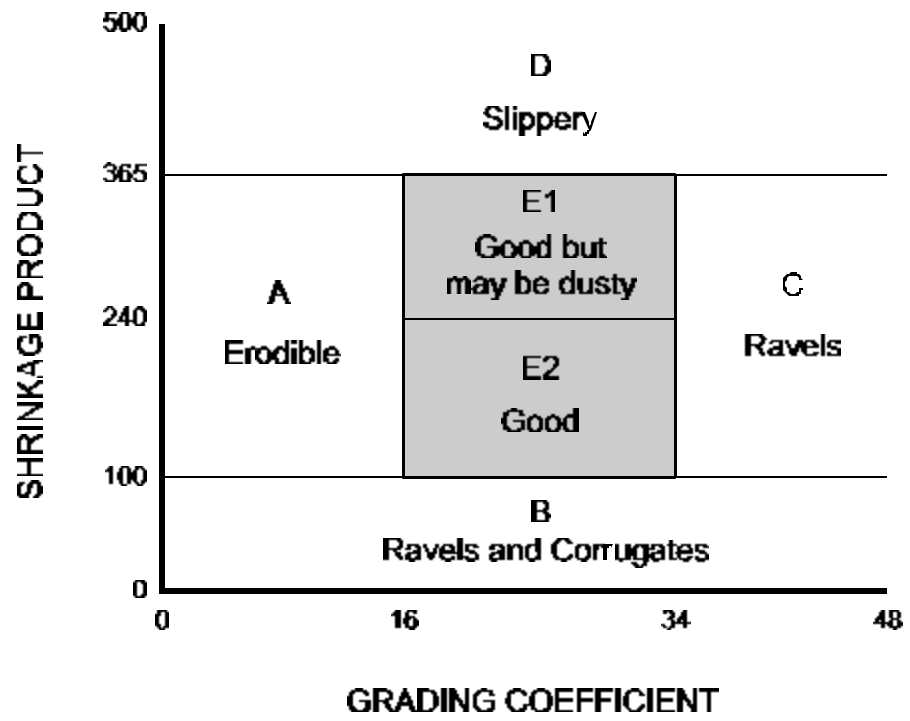 500
D
Slippery
365
E1
Good but
may be dusty
A
C
240
Erodible
Ravels
E2
Good
100
B
Ravels and Corrugates
0
0 16 34 48
SHRINKAGE PRODUCT
GRADING COEFFICIENT